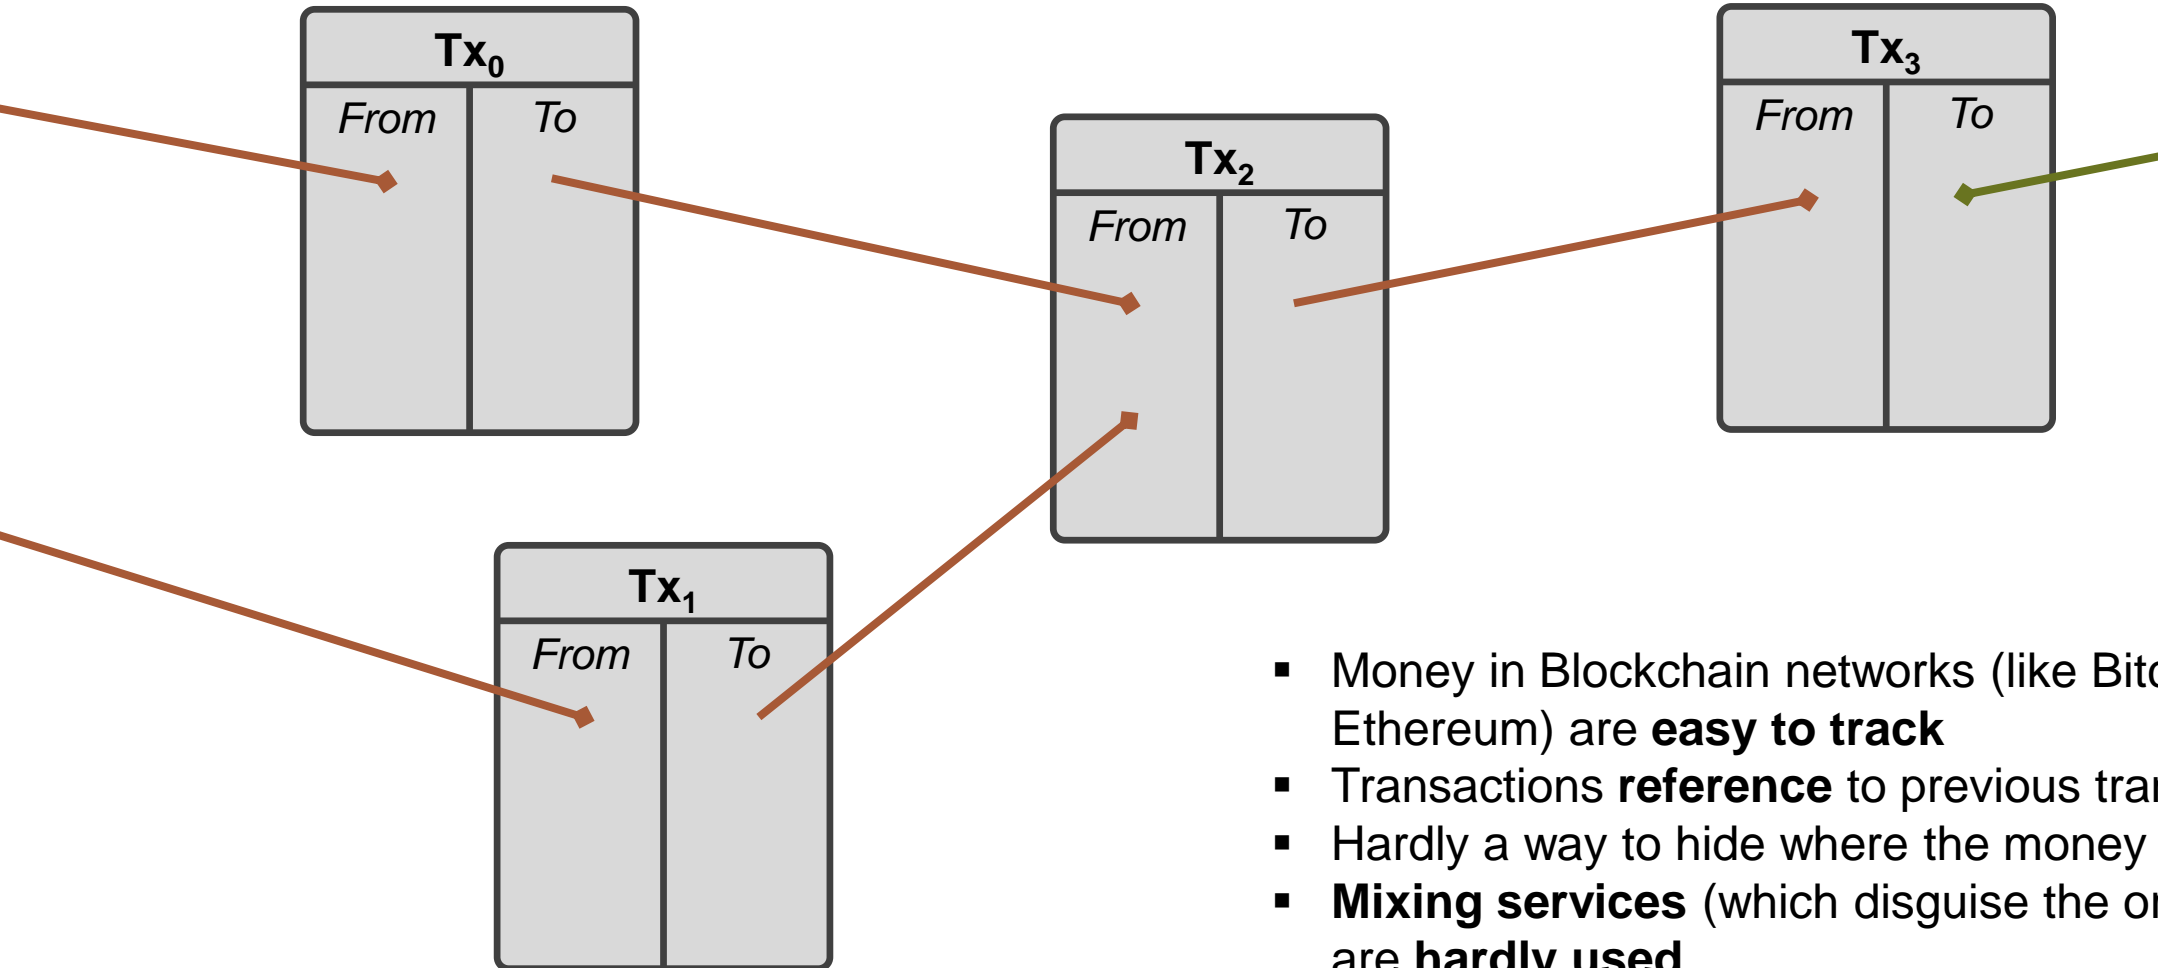 Tx0
From To
Tx3
From To
Tx2
From To
Tx1
From To
▪ Money in Blockchain networks (like
Ethereum) are easy to track
▪ Transactions reference to previous
▪ Hardly a way to hide where the money
▪ Mixing services (which disguise the
are hardly used